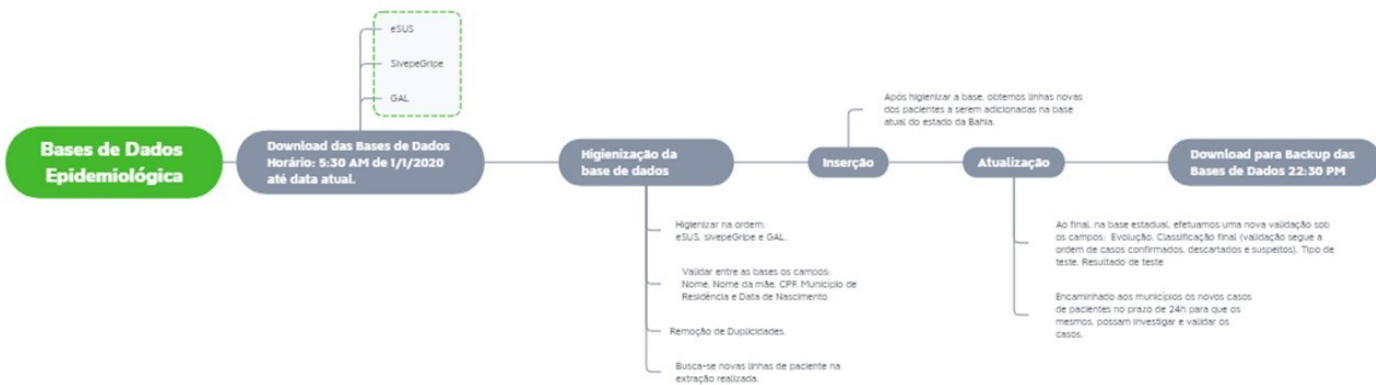 eSUS
SivepeGripe
GAL
Bases de Dados
Epidemiológica
Download das Bases de Dados
Horário: 5:30 AM de 1/1/2020
até data atual.
Higienização da
base de dados
Higienizar na ordem:
eSUS, sivepeGripe e GAL.
Validar entre as bases os campos:
Nome, Nome da mãe, CPF, Município de
Residência e Data de Nascimento
Remoção de Duplicidades.
Busca-se novas linhas de paciente na
extração realizada.
Inserção
Após higienizar a base, obtemos linhas novas
dos pacientes a serem adicionadas na base
atual do estado da Bahia.
Atualização
Ao final, na base estadual, efetuamos uma nova validação sob
os campos: Evolução, Classificação final (validação segue a
ordem de casos confirmados, descartados e suspeitos), Tipo de
teste, Resultado de teste
Encaminhado aos municípios os novos casos
de pacientes no prazo de 24h para que os
mesmos, possam investigar e validar os
casos.
Download para Backup das
Bases de Dados 22:30 PM